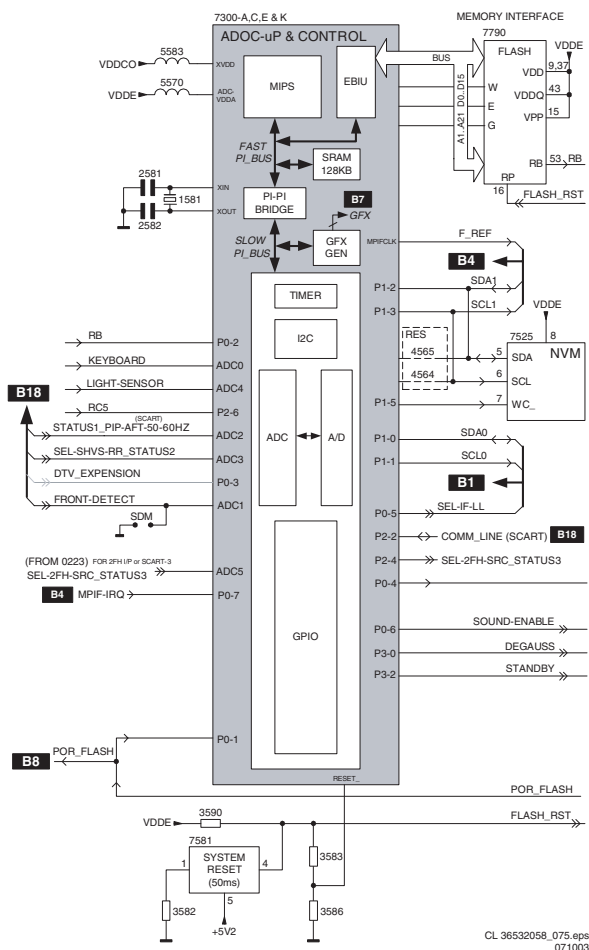 7300-A,C,E & K
ADOC-uP & CONTROL
MEMORY INTERFACE
7790
FLASH
VDDE
VDDCO
5583
XVDD
VDDE
5570
ADC-
VDDA
MIPS
EBIU
BUS
A1..A21 D0..D15
W
E
G
VDD
9,37
VDDQ
43
VPP
15
RB
53
RB
RP
16
FLASH_RST
FAST
PI_BUS
SRAM
128KB
2581
1581
2582
XIN
XOUT
PI-PI
BRIDGE
B7
GFX
SLOW
PI_BUS
GFX
GEN
MPIFCLK
F_REF
B4
P1-2
SDA1
P1-3
SCL1
TIMER
I2C
RES
4565
4564
VDDE
7525
8
NVM
5
SDA
6
SCL
P1-5
7
WC_
RB
P0-2
KEYBOARD
ADC0
LIGHT-SENSOR
ADC4
B18
RC5
P2-6
(SCART)
STATUS1_PIP-AFT-50-60HZ
ADC2
SEL-SHVS-RR_STATUS2
ADC3
DTV_EXPENSION
P0-3
FRONT-DETECT
ADC1
SDM
ADC
A/D
P1-0
SDA0
P1-1
SCL0
B1
P0-5
SEL-IF-LL
P2-2
COMM_LINE (SCART)
B18
P2-4
SEL-2FH-SRC_STATUS3
P0-4
(FROM 0223) FOR 2FH I/P or SCART-3
SEL-2FH-SRC_STATUS3
ADC5
B4
MPIF-IRQ
P0-7
GPIO
P0-6
SOUND-ENABLE
P3-0
DEGAUSS
P3-2
STANDBY
P0-1
B8
POR_FLASH
RESET_
POR_FLASH
VDDE
3590
FLASH_RST
7581
1
SYSTEM
RESET
(50ms)
4
5
+5V2
3582
3583
3586
CL 36532058_075.eps
071003